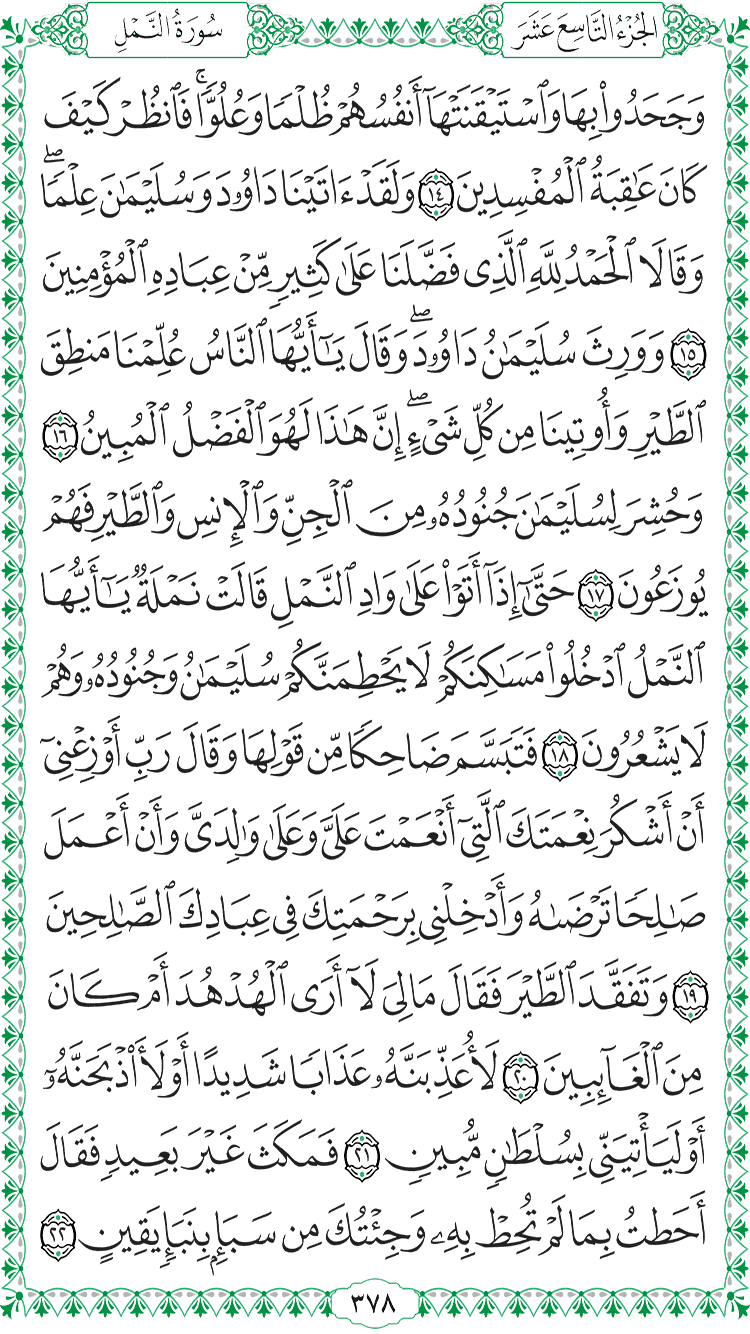 الجُزْءُ التَّاسِعَ عَشَرَ
سُورَةُ النَّمْلِ
وَجَحَدُوا۟ بِهَا وَٱسْتَيْقَنَتْهَآ أَنفُسُهُمْ ظُلْمًا وَعُلُوًّا ۚ فَٱنظُرْ كَيْفَ
كَانَ عَٰقِبَةُ ٱلْمُفْسِدِينَ ١٤ وَلَقَدْ ءَاتَيْنَا دَاوُۥدَ وَسُلَيْمَٰنَ عِلْمًا ۖ
وَقَالَا ٱلْحَمْدُ لِلَّهِ ٱلَّذِى فَضَّلَنَا عَلَىٰ كَثِيرٍ مِّنْ عِبَادِهِ ٱلْمُؤْمِنِينَ
١٥ وَوَرِثَ سُلَيْمَٰنُ دَاوُۥدَ ۖ وَقَالَ يَٰٓأَيُّهَا ٱلنَّاسُ عُلِّمْنَا مَنطِقَ
ٱلطَّيْرِ وَأُوتِينَا مِن كُلِّ شَىْءٍ ۖ إِنَّ هَٰذَا لَهُوَ ٱلْفَضْلُ ٱلْمُبِينُ ١٦
وَحُشِرَ لِسُلَيْمَٰنَ جُنُودُهُۥ مِنَ ٱلْجِنِّ وَٱلْإِنسِ وَٱلطَّيْرِ فَهُمْ
يُوزَعُونَ ١٧ حَتَّىٰٓ إِذَآ أَتَوْا۟ عَلَىٰ وَادِ ٱلنَّمْلِ قَالَتْ نَمْلَةٌ يَٰٓأَيُّهَا
ٱلنَّمْلُ ٱدْخُلُوا۟ مَسَٰكِنَكُمْ لَا يَحْطِمَنَّكُمْ سُلَيْمَٰنُ وَجُنُودُهُۥ وَهُمْ
لَا يَشْعُرُونَ ١٨ فَتَبَسَّمَ ضَاحِكًا مِّن قَوْلِهَا وَقَالَ رَبِّ أَوْزِعْنِىٓ
أَنْ أَشْكُرَ نِعْمَتَكَ ٱلَّتِىٓ أَنْعَمْتَ عَلَىَّ وَعَلَىٰ وَٰلِدَىَّ وَأَنْ أَعْمَلَ
صَٰلِحًا تَرْضَىٰهُ وَأَدْخِلْنِى بِرَحْمَتِكَ فِى عِبَادِكَ ٱلصَّٰلِحِينَ
١٩ وَتَفَقَّدَ ٱلطَّيْرَ فَقَالَ مَا لِىَ لَآ أَرَى ٱلْهُدْهُدَ أَمْ كَانَ
مِنَ ٱلْغَآئِبِينَ ٢٠ لَأُعَذِّبَنَّهُۥ عَذَابًا شَدِيدًا أَوْ لَأَا۟ذْبَحَنَّهُۥٓ
أَوْ لَيَأْتِيَنِّى بِسُلْطَٰنٍ مُّبِينٍ ٢١ فَمَكَثَ غَيْرَ بَعِيدٍ فَقَالَ
أَحَطتُ بِمَا لَمْ تُحِطْ بِهِۦ وَجِئْتُكَ مِن سَبَإٍۭ بِنَبَإٍ يَقِينٍ ٢٢
٣٧٨